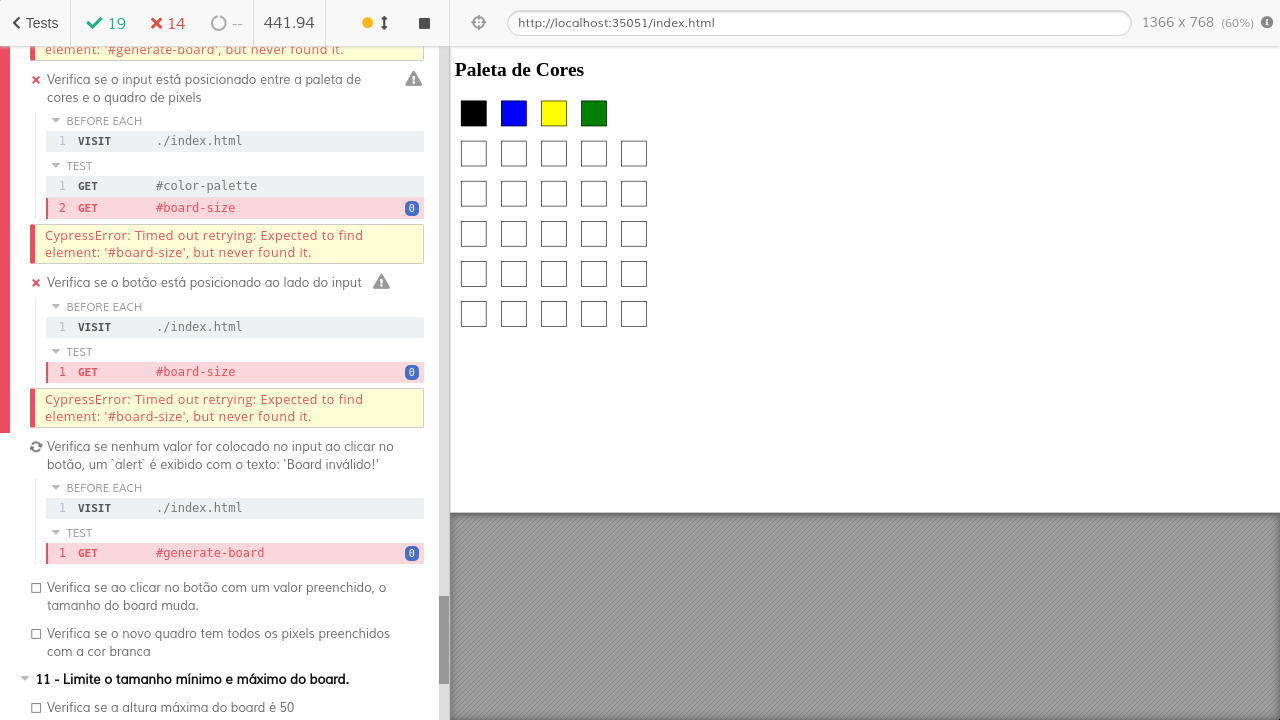 Tests
19
14
--
441.94
http://localhost:35051/index.html
1366 x 768 (60%)
element: '#generate-board', but never found it.
Verifica se o input está posicionado entre a paleta de
cores e o quadro de pixels
BEFORE EACH
1 VISIT ./index.html
TEST
1 GET #color-palette
2 GET #board-size 0
CypressError: Timed out retrying: Expected to find
element: '#board-size', but never found it.
Verifica se o botão está posicionado ao lado do input
BEFORE EACH
1 VISIT ./index.html
TEST
1 GET #board-size 0
CypressError: Timed out retrying: Expected to find
element: '#board-size', but never found it.
Verifica se nenhum valor for colocado no input ao clicar no
botão, um `alert` é exibido com o texto: 'Board inválido!'
BEFORE EACH
1 VISIT ./index.html
TEST
1 GET #generate-board 0
Verifica se ao clicar no botão com um valor preenchido, o
tamanho do board muda.
Verifica se o novo quadro tem todos os pixels preenchidos
com a cor branca
11 - Limite o tamanho mínimo e máximo do board.
Verifica se a altura máxima do board é 50
Paleta de Cores